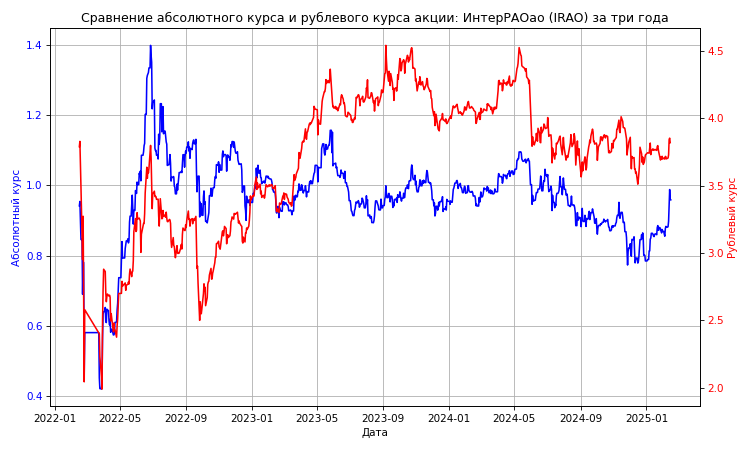 Сравнение абсолютного курса и рублевого курса акции: ИнтерРАОао (IRAO) за три года
1.4
1.2
1.0
0.8
0.6
0.4
Абсолютный курс
4.5
4.0
3.5
3.0
2.5
2.0
Рублевый курс
2022-01 2022-05 2022-09 2023-01 2023-05 2023-09 2024-01 2024-05 2024-09 2025-01
Дата